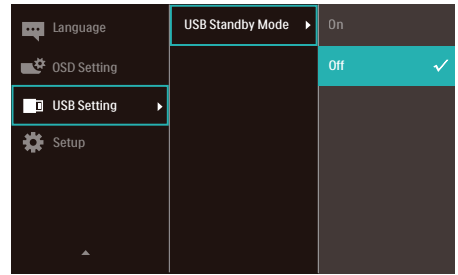 Language
OSD Setting
USB Setting
Setup
USB Standby Mode
On
Off